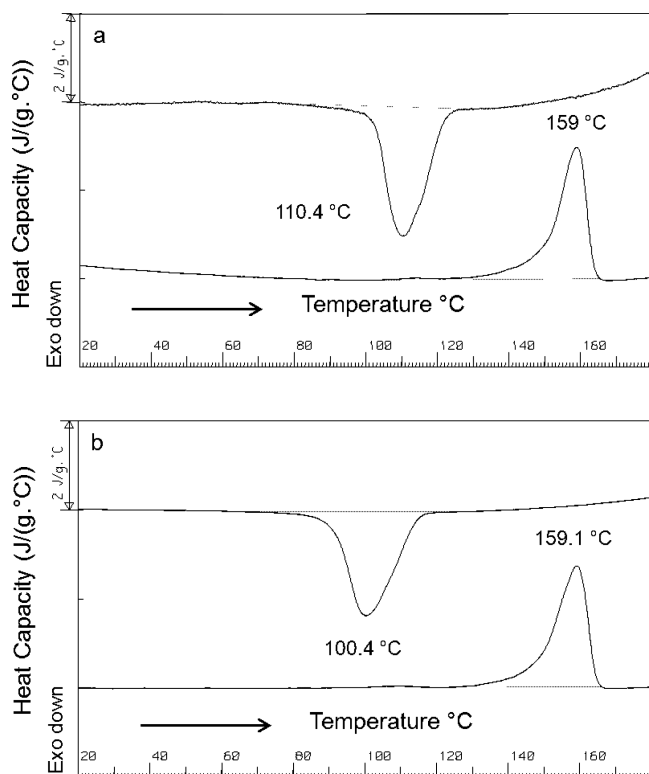 a
2 J/g.°C
Heat Capacity (J/(g.°C))
159 °C
110.4 °C
Temperature °C
Exo down
20 40 60 80 100 120 140 160
b
2 J/g.°C
Heat Capacity (J/(g.°C))
159.1 °C
100.4 °C
Temperature °C
Exo down
20 40 60 80 100 120 140 160